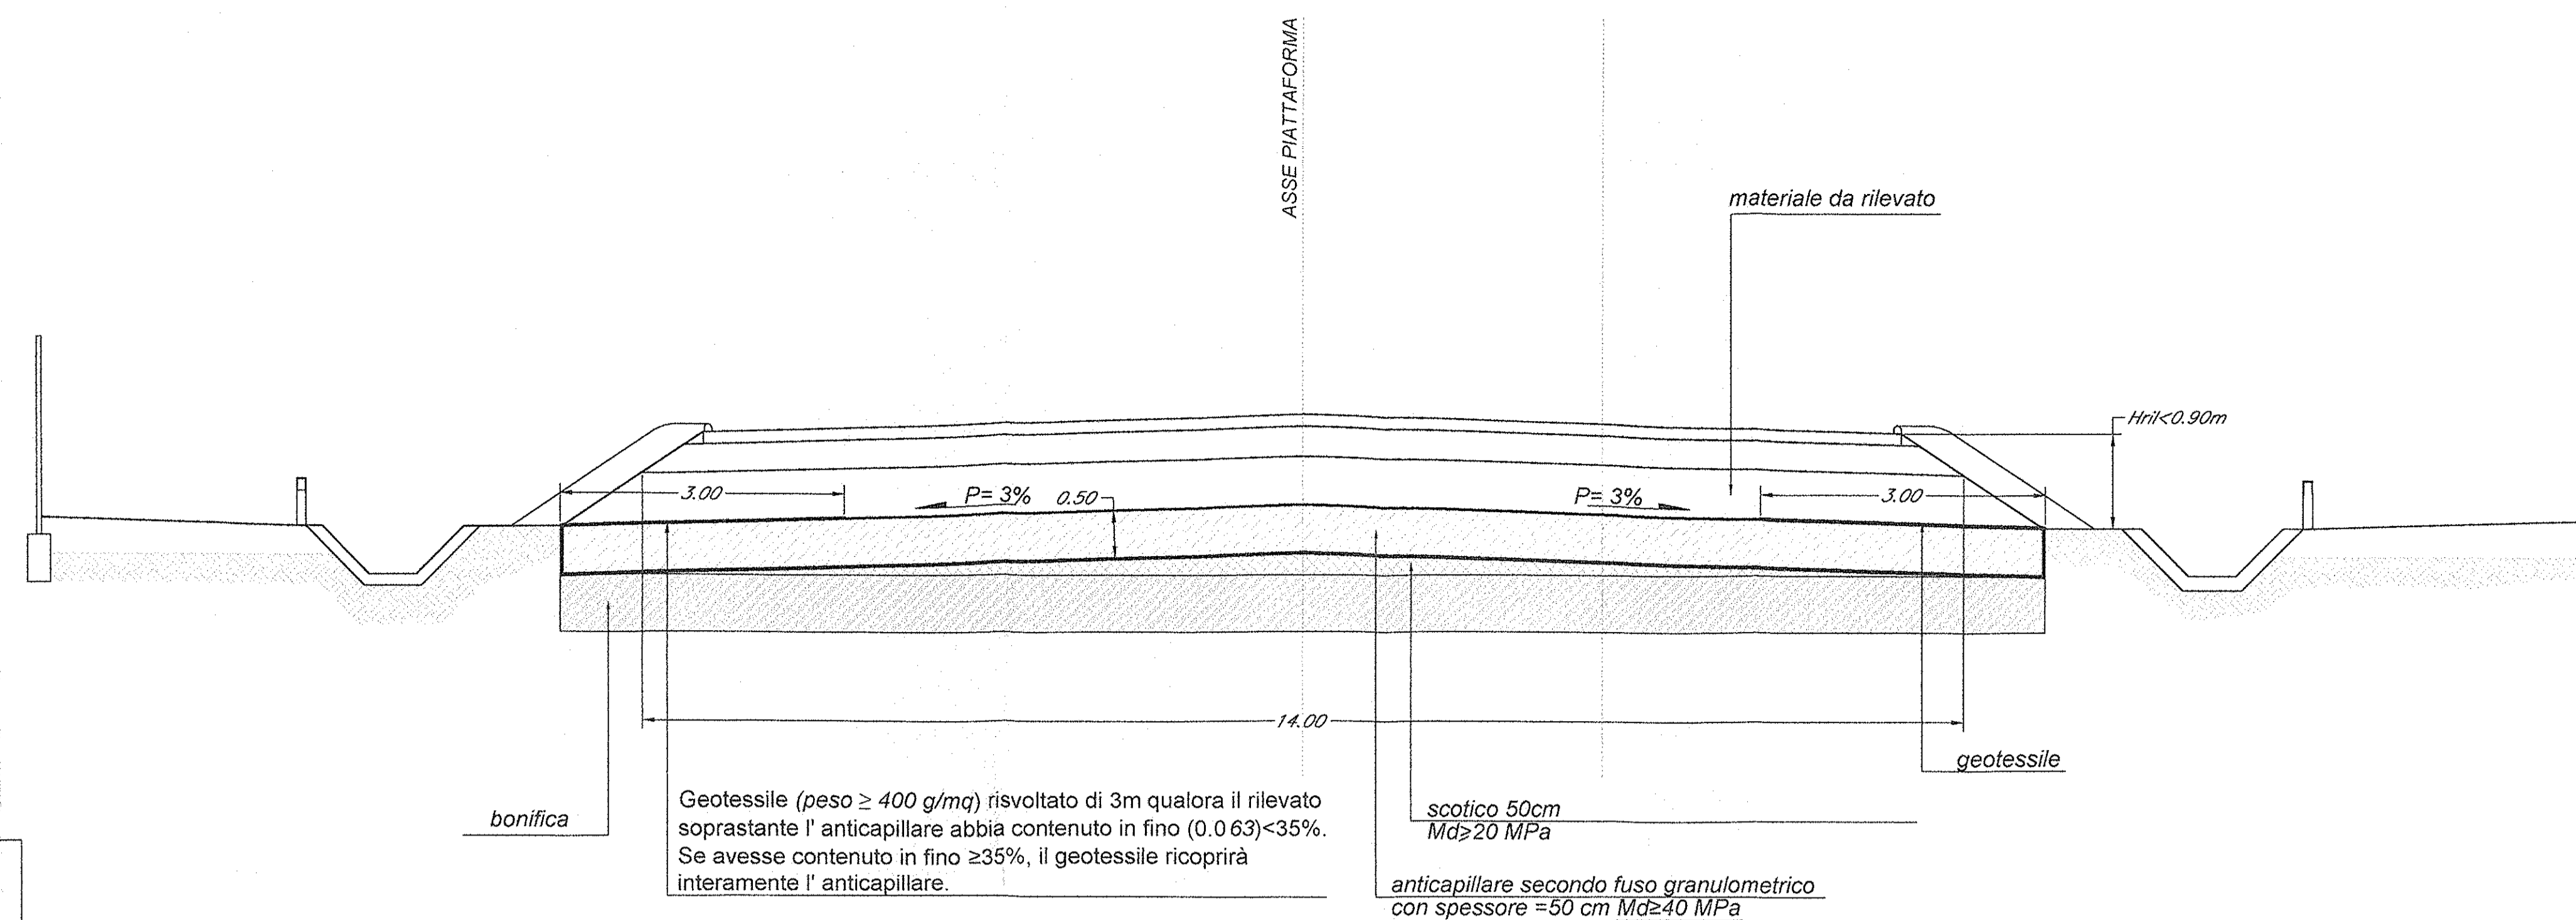 ASSE PIATTAFORMA
materiale da rilevato
Hril<0.90m
3.00
P= 3%
0.50
P= 3%
3.00
14.00
geotessile
bonifica
Geotessile (peso ≥ 400 g/mq) risvoltato di 3m qualora il rilevato
soprastante l' anticapillare abbia contenuto in fino (0.063)<35%.
Se avesse contenuto in fino ≥35%, il geotessile ricoprirà
interamente l' anticapillare.
scotico 50cm
Md≥20 MPa
anticapillare secondo fuso granulometrico
con spessore =50 cm Md≥40 MPa